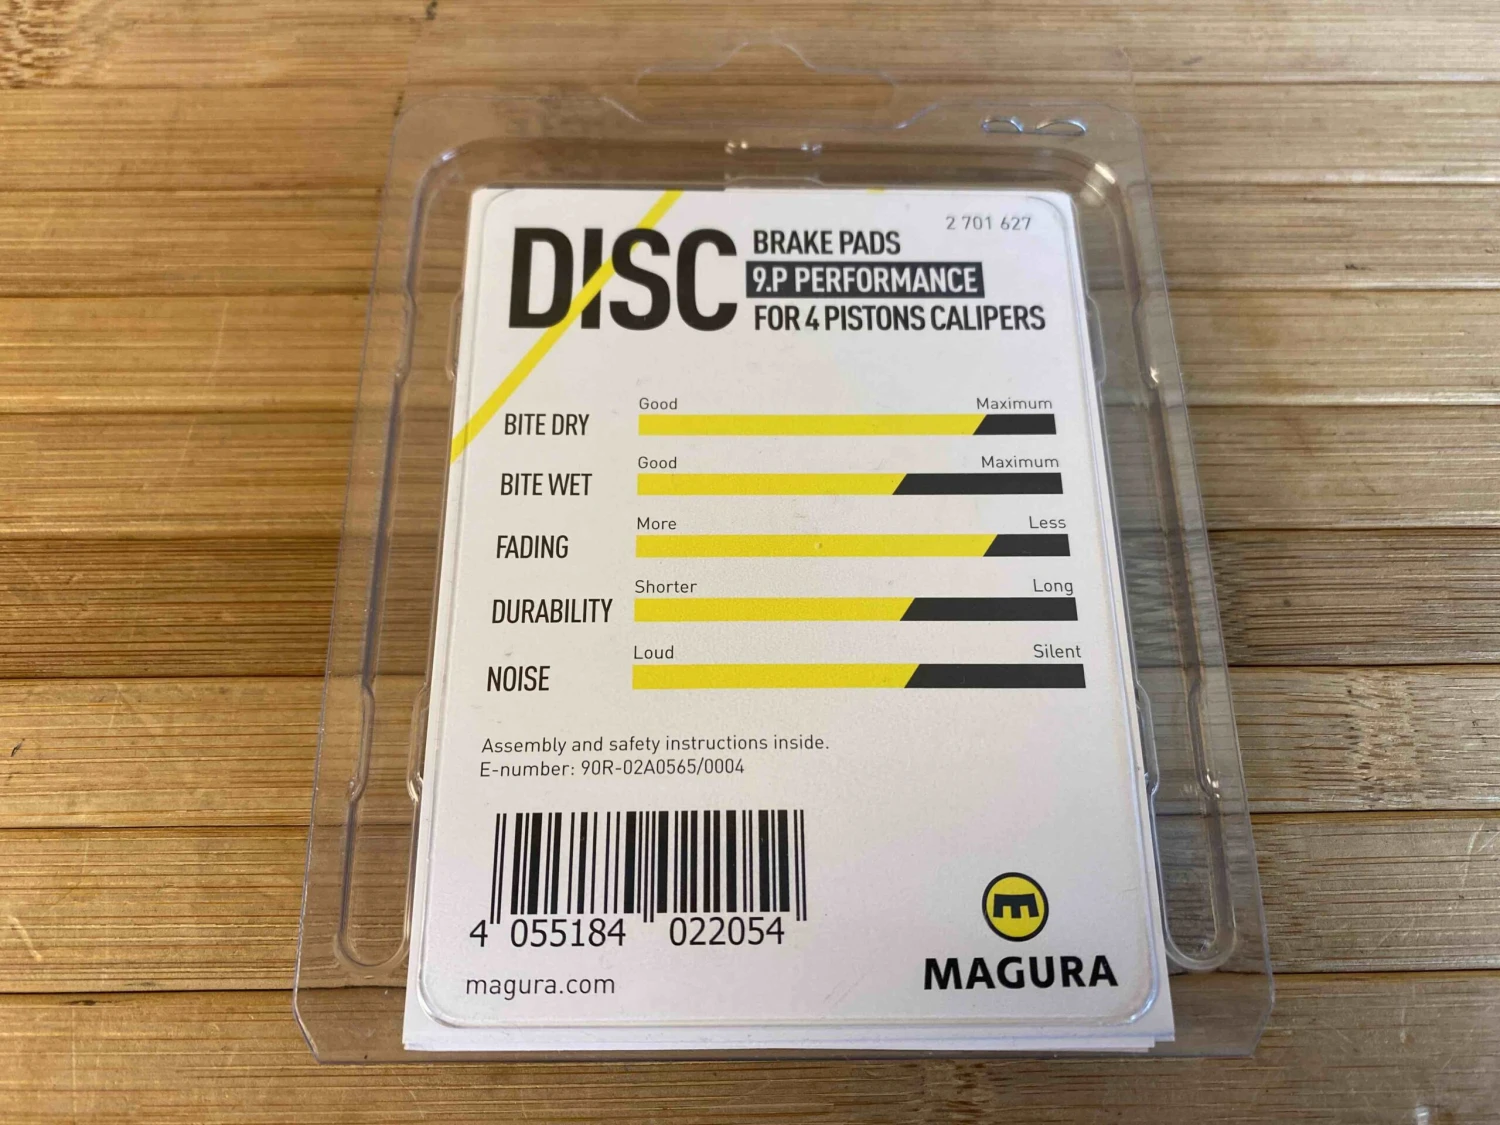 2 701 627
DISC
BRAKE PADS
9.P PERFORMANCE
FOR 4 PISTONS CALIPERS
Good Maximum
BITE DRY
Good Maximum
BITE WET
More Less
FADING
Shorter Long
DURABILITY
Loud Silent
NOISE
Assembly and safety instructions inside.
E-number: 90R-02A0565/0004
4 055184 022054
magura.com
MAGURA